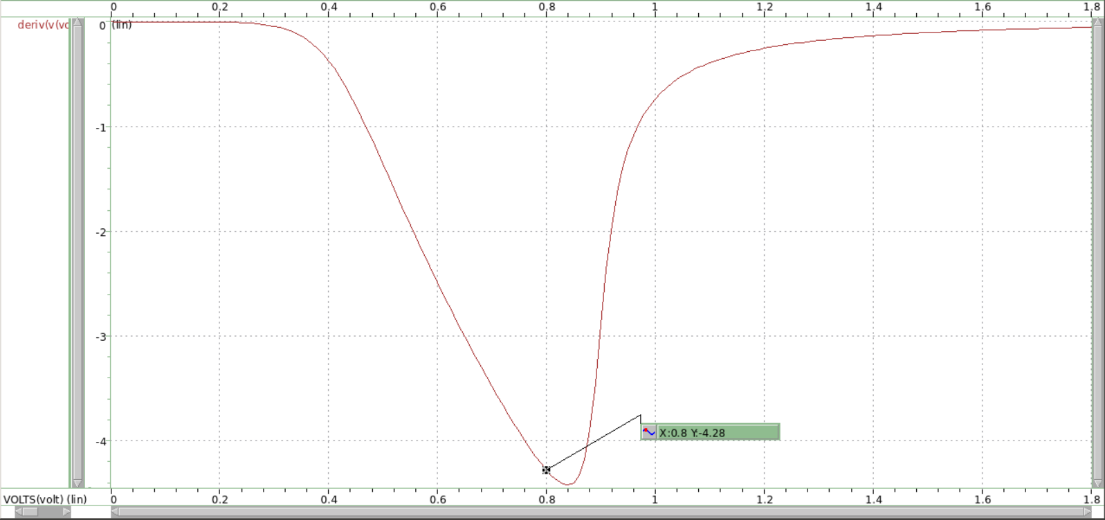 0 0.2 0.4 0.6 0.8 1 1.2 1.4 1.6 1.8
deriv(v(vo
0 (lin)
-1
-2
-3
-4
X:0.8 Y:-4.28
VOLTS(volt) (lin) 0 0.2 0.4 0.6 0.8 1 1.2 1.4 1.6 1.8